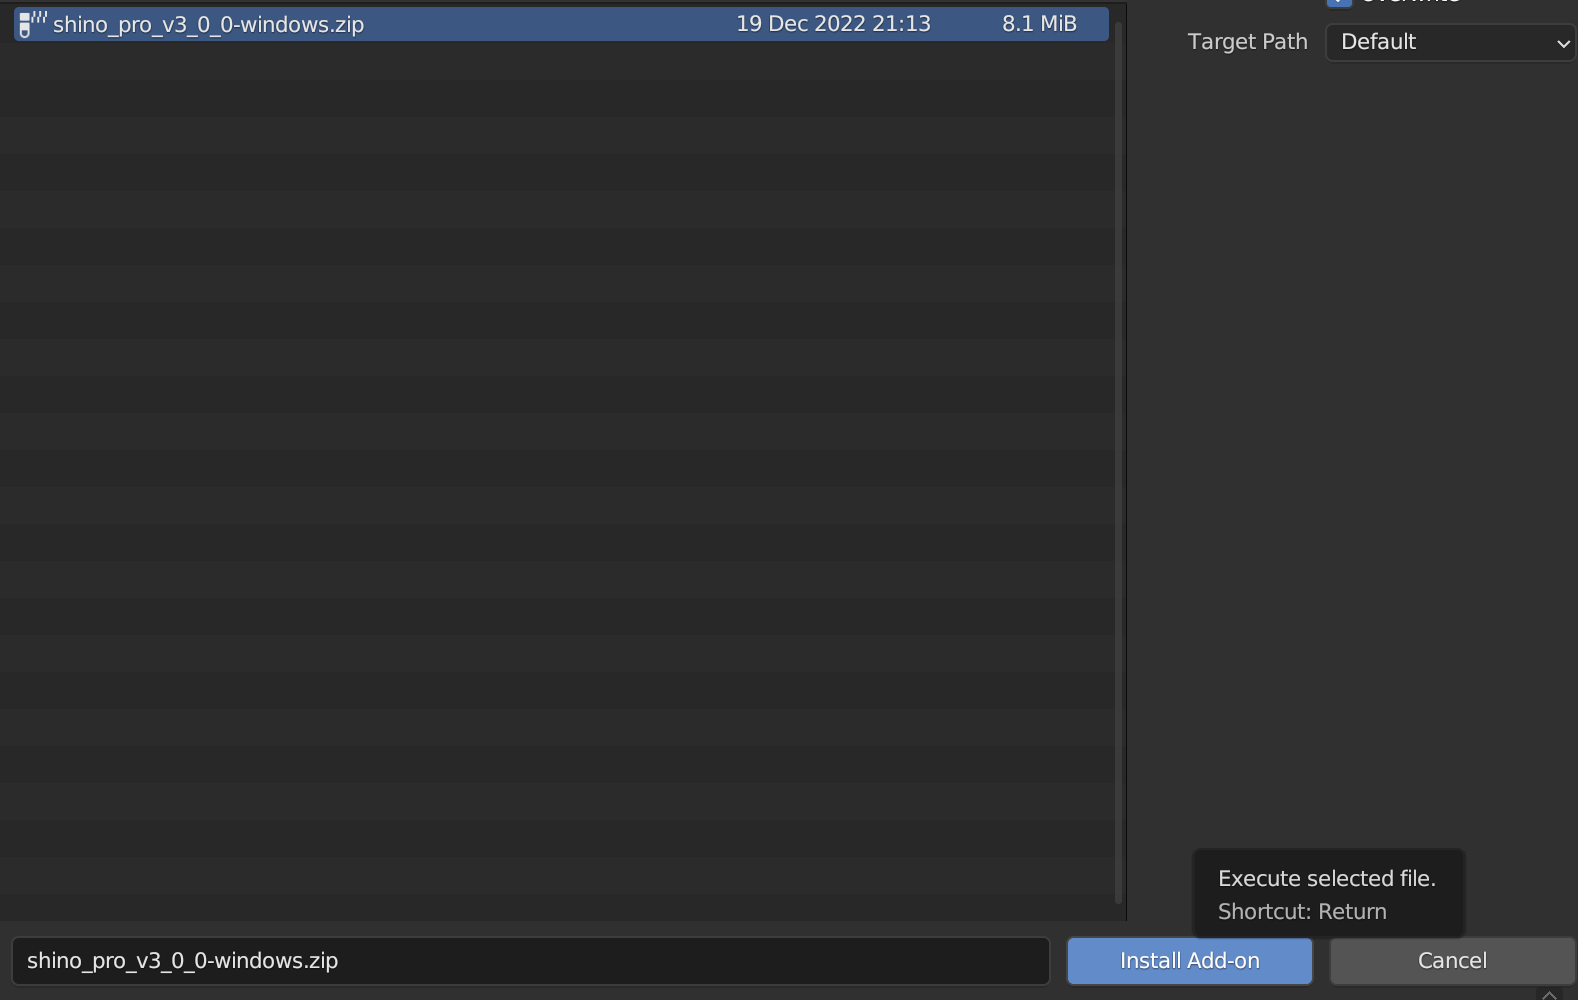 shino_pro_v3_0_0-windows.zip 19 Dec 2022 21:13 8.1 MiB
Target Path Default
Execute selected file.
Shortcut: Return
shino_pro_v3_0_0-windows.zip Install Add-on Cancel